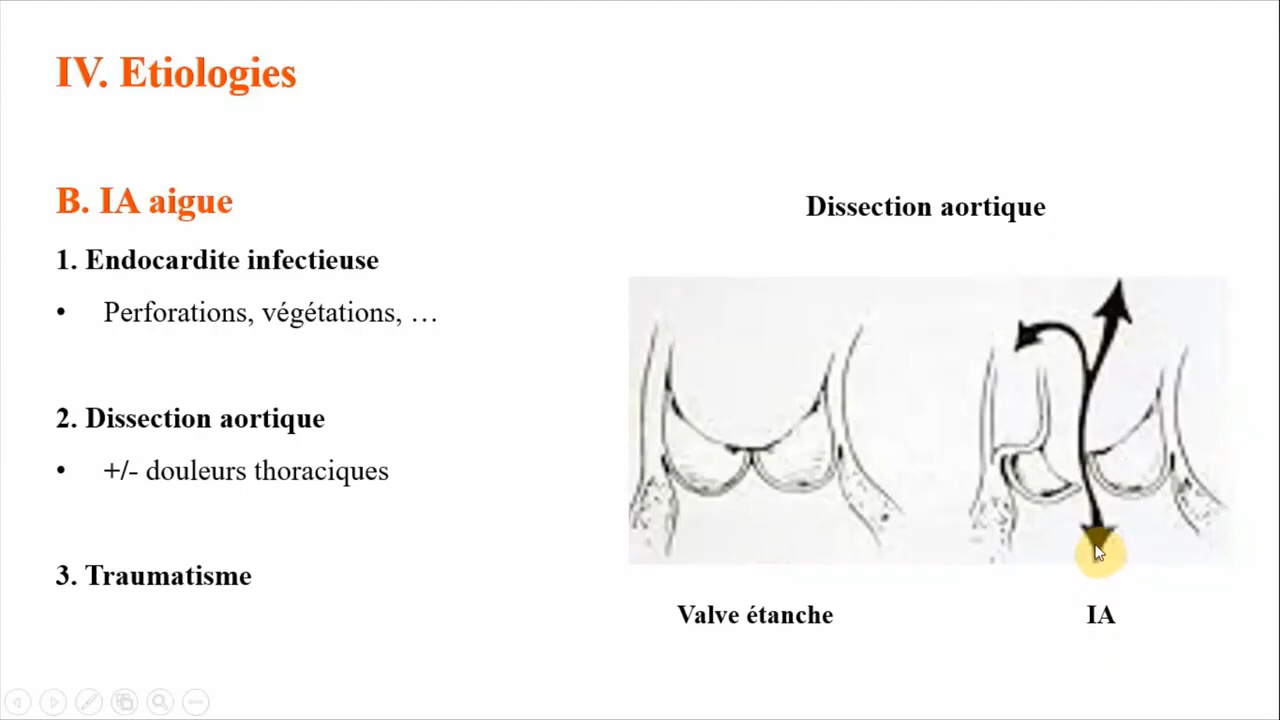 IV. Etiologies
B. IA aigue
1. Endocardite infectieuse
• Perforations, végétations, …
2. Dissection aortique
• +/- douleurs thoraciques
3. Traumatisme
Dissection aortique
Valve étanche
IA